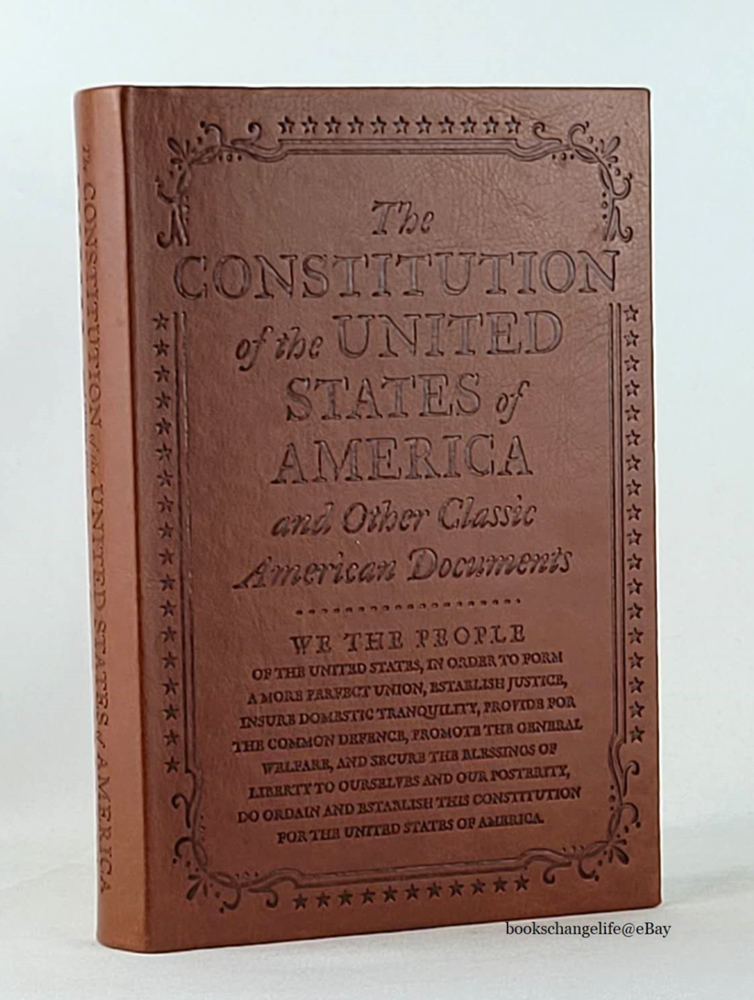 The
CONSTITUTION
of the UNITED
STATES of
AMERICA
and Other Classic
American Documents
WE THE PEOPLE
OF THE UNITED STATES, IN ORDER TO FORM
A MORE PERFECT UNION, ESTABLISH JUSTICE,
INSURE DOMESTIC TRANQUILITY, PROVIDE FOR
THE COMMON DEFENCE, PROMOTE THE GENERAL
WELFARE, AND SECURE THE BLESSINGS OF
LIBERTY TO OURSELVES AND OUR POSTERITY,
DO ORDAIN AND ESTABLISH THIS CONSTITUTION
FOR THE UNITED STATES OF AMERICA.
The CONSTITUTION of the UNITED STATES of AMERICA
bookschangelife@eBay